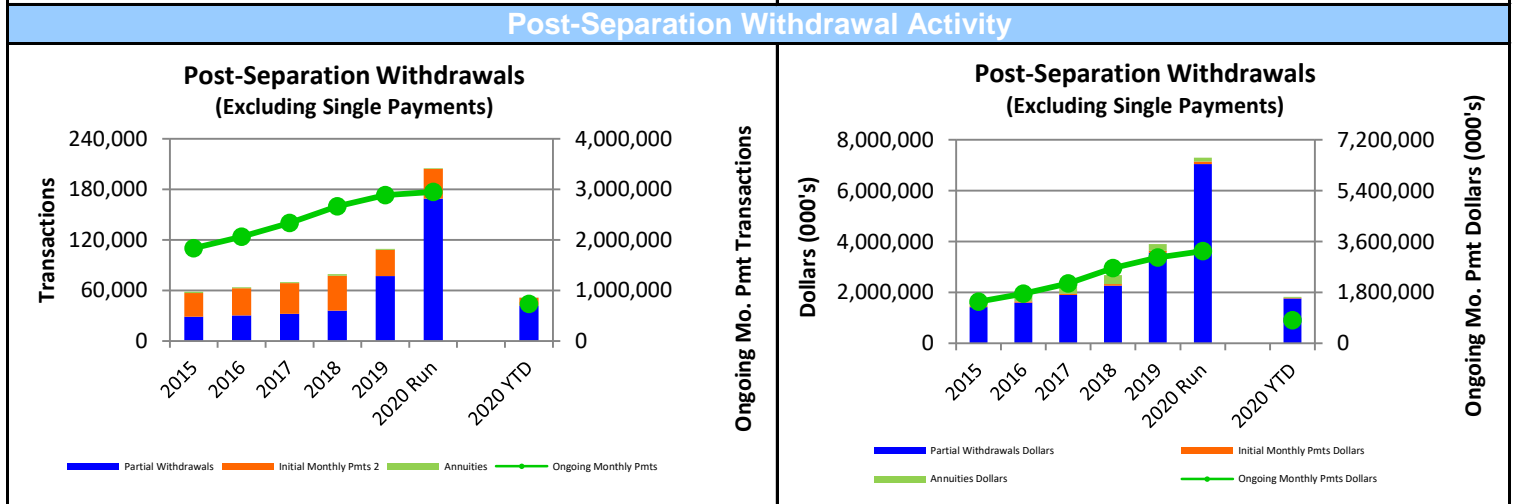 Post-Separation Withdrawal Activity
Post-Separation Withdrawals
(Excluding Single Payments)
240,000
180,000
120,000
60,000
0
4,000,000
3,000,000
2,000,000
1,000,000
0
Transactions
Ongoing Mo. Pmt Transactions
2015
2016
2017
2018
2019
2020 Run
2020 YTD
Partial Withdrawals
Initial Monthly Pmts 2
Annuities
Ongoing Monthly Pmts
Post-Separation Withdrawals
(Excluding Single Payments)
8,000,000
6,000,000
4,000,000
2,000,000
0
7,200,000
5,400,000
3,600,000
1,800,000
0
Dollars (000's)
Ongoing Mo. Pmt Dollars (000's)
2015
2016
2017
2018
2019
2020 Run
2020 YTD
Partial Withdrawals Dollars
Initial Monthly Pmts Dollars
Annuities Dollars
Ongoing Monthly Pmts Dollars